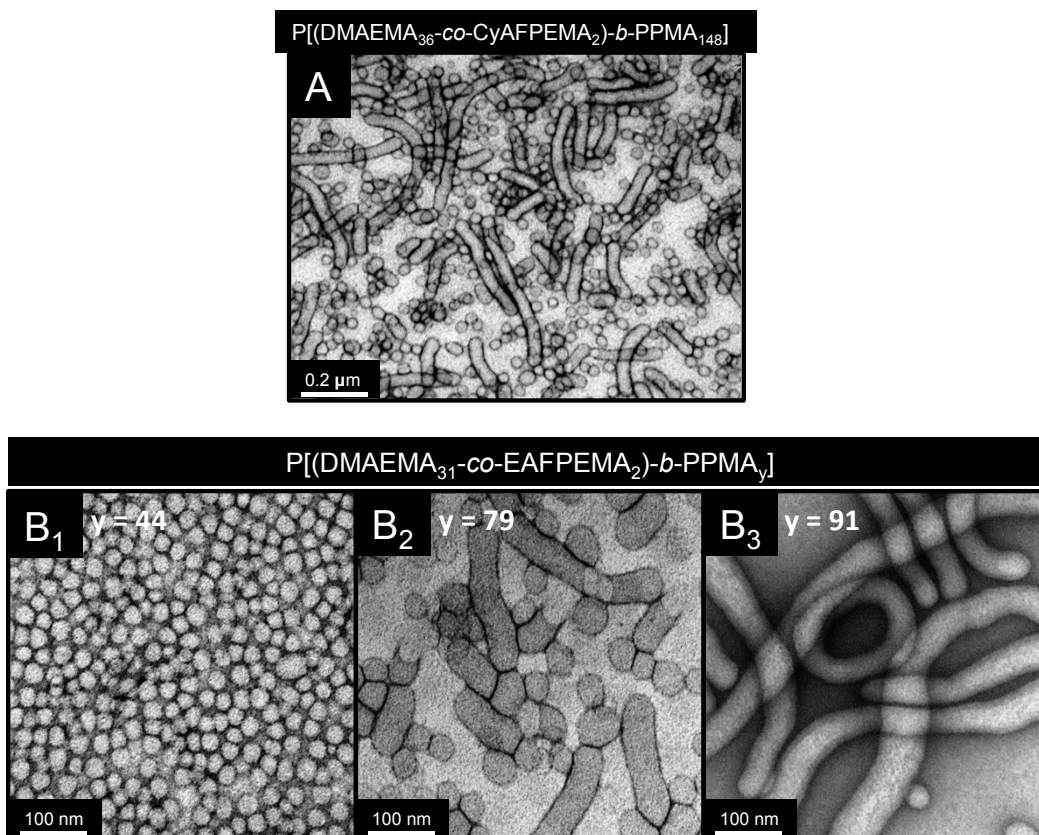 P[(DMAEMA₃₆-co-CyAFPEMA₂)-b-PPMA₁₄₈]
A
0.2 µm
P[(DMAEMA₃₁-co-EAFPEMA₂)-b-PPMAᵧ]
B₁ y = 44
B₂ y = 79
B₃ y = 91
100 nm
100 nm
100 nm